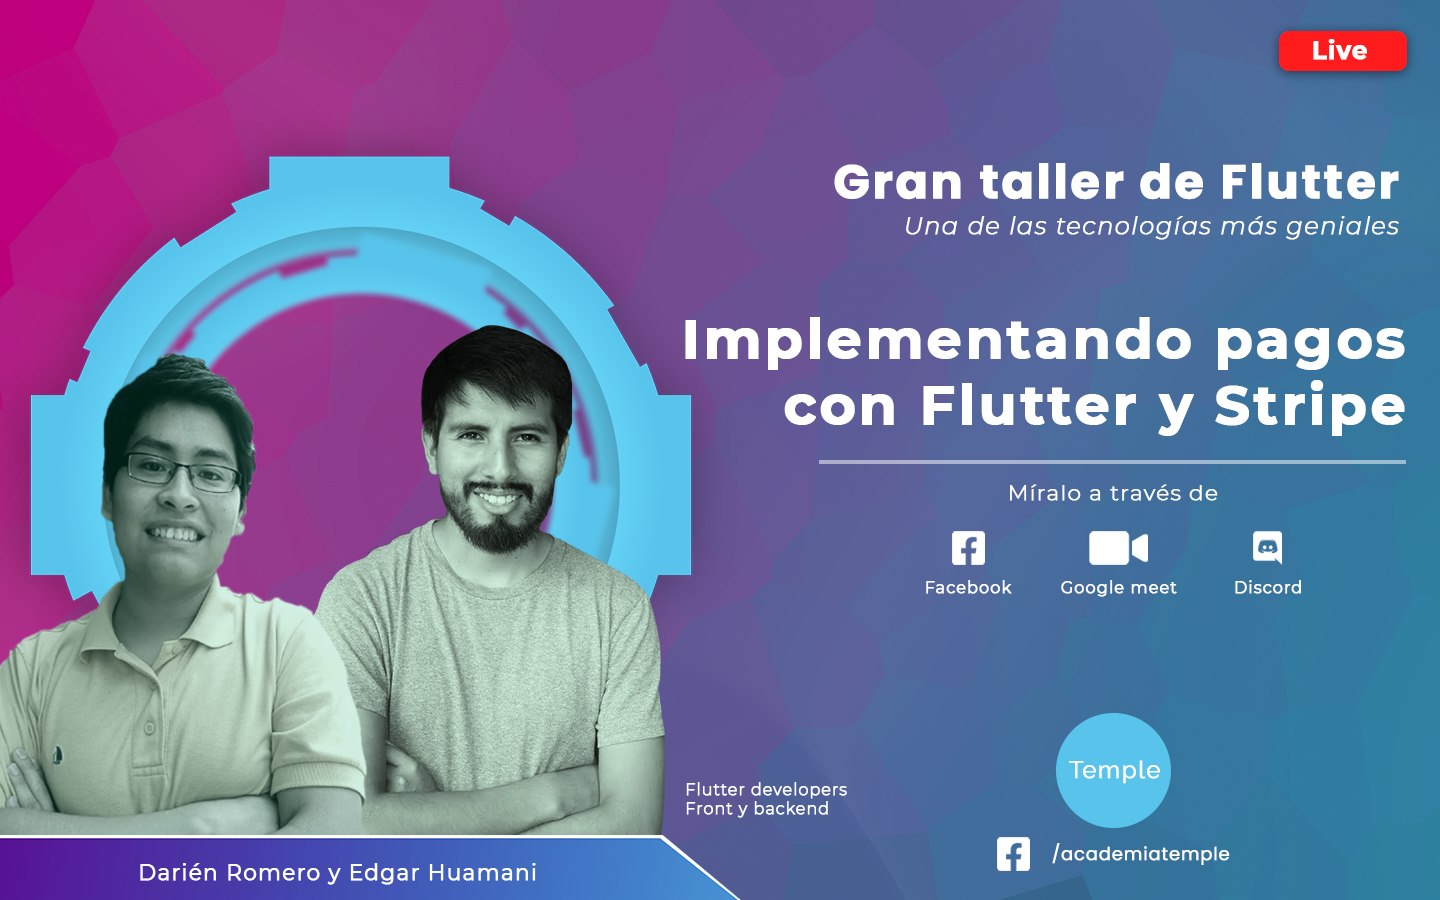 Live
Gran taller de Flutter
Una de las tecnologías más geniales
Implementando pagos
con Flutter y Stripe
Míralo a través de
Facebook
Google meet
Discord
Flutter developers
Front y backend
Darién Romero y Edgar Huamani
Temple
/academiatemple